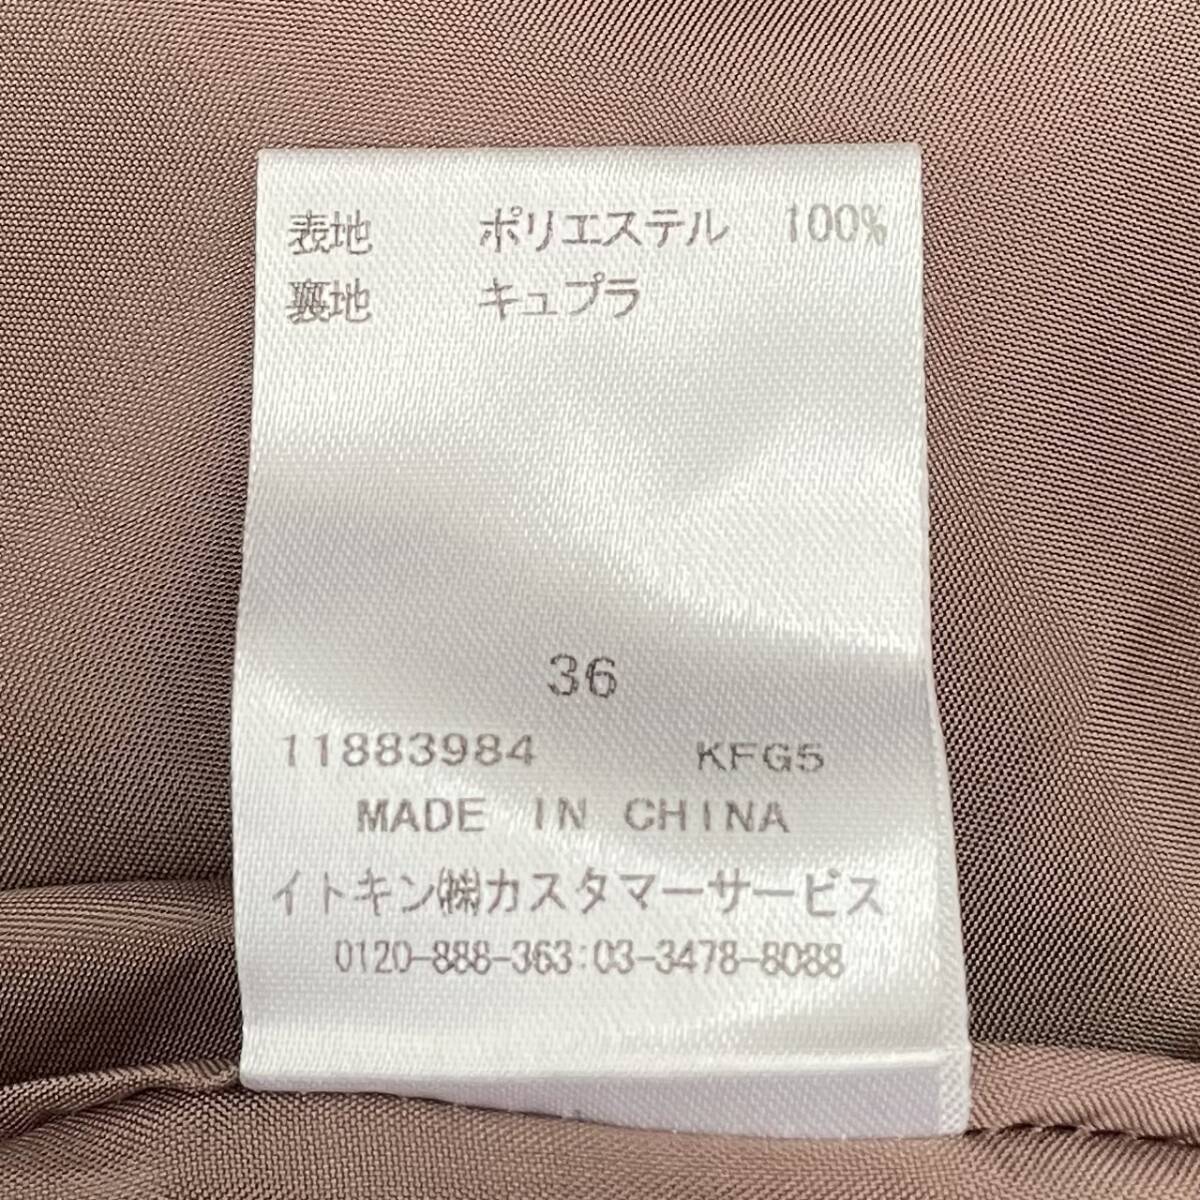 表地 ポリエステル 100%
裏地 キュプラ
36
11883984 KFG5
MADE IN CHINA
イトキン㈱カスタマーサービス
0120-888-363:03-3478-8088